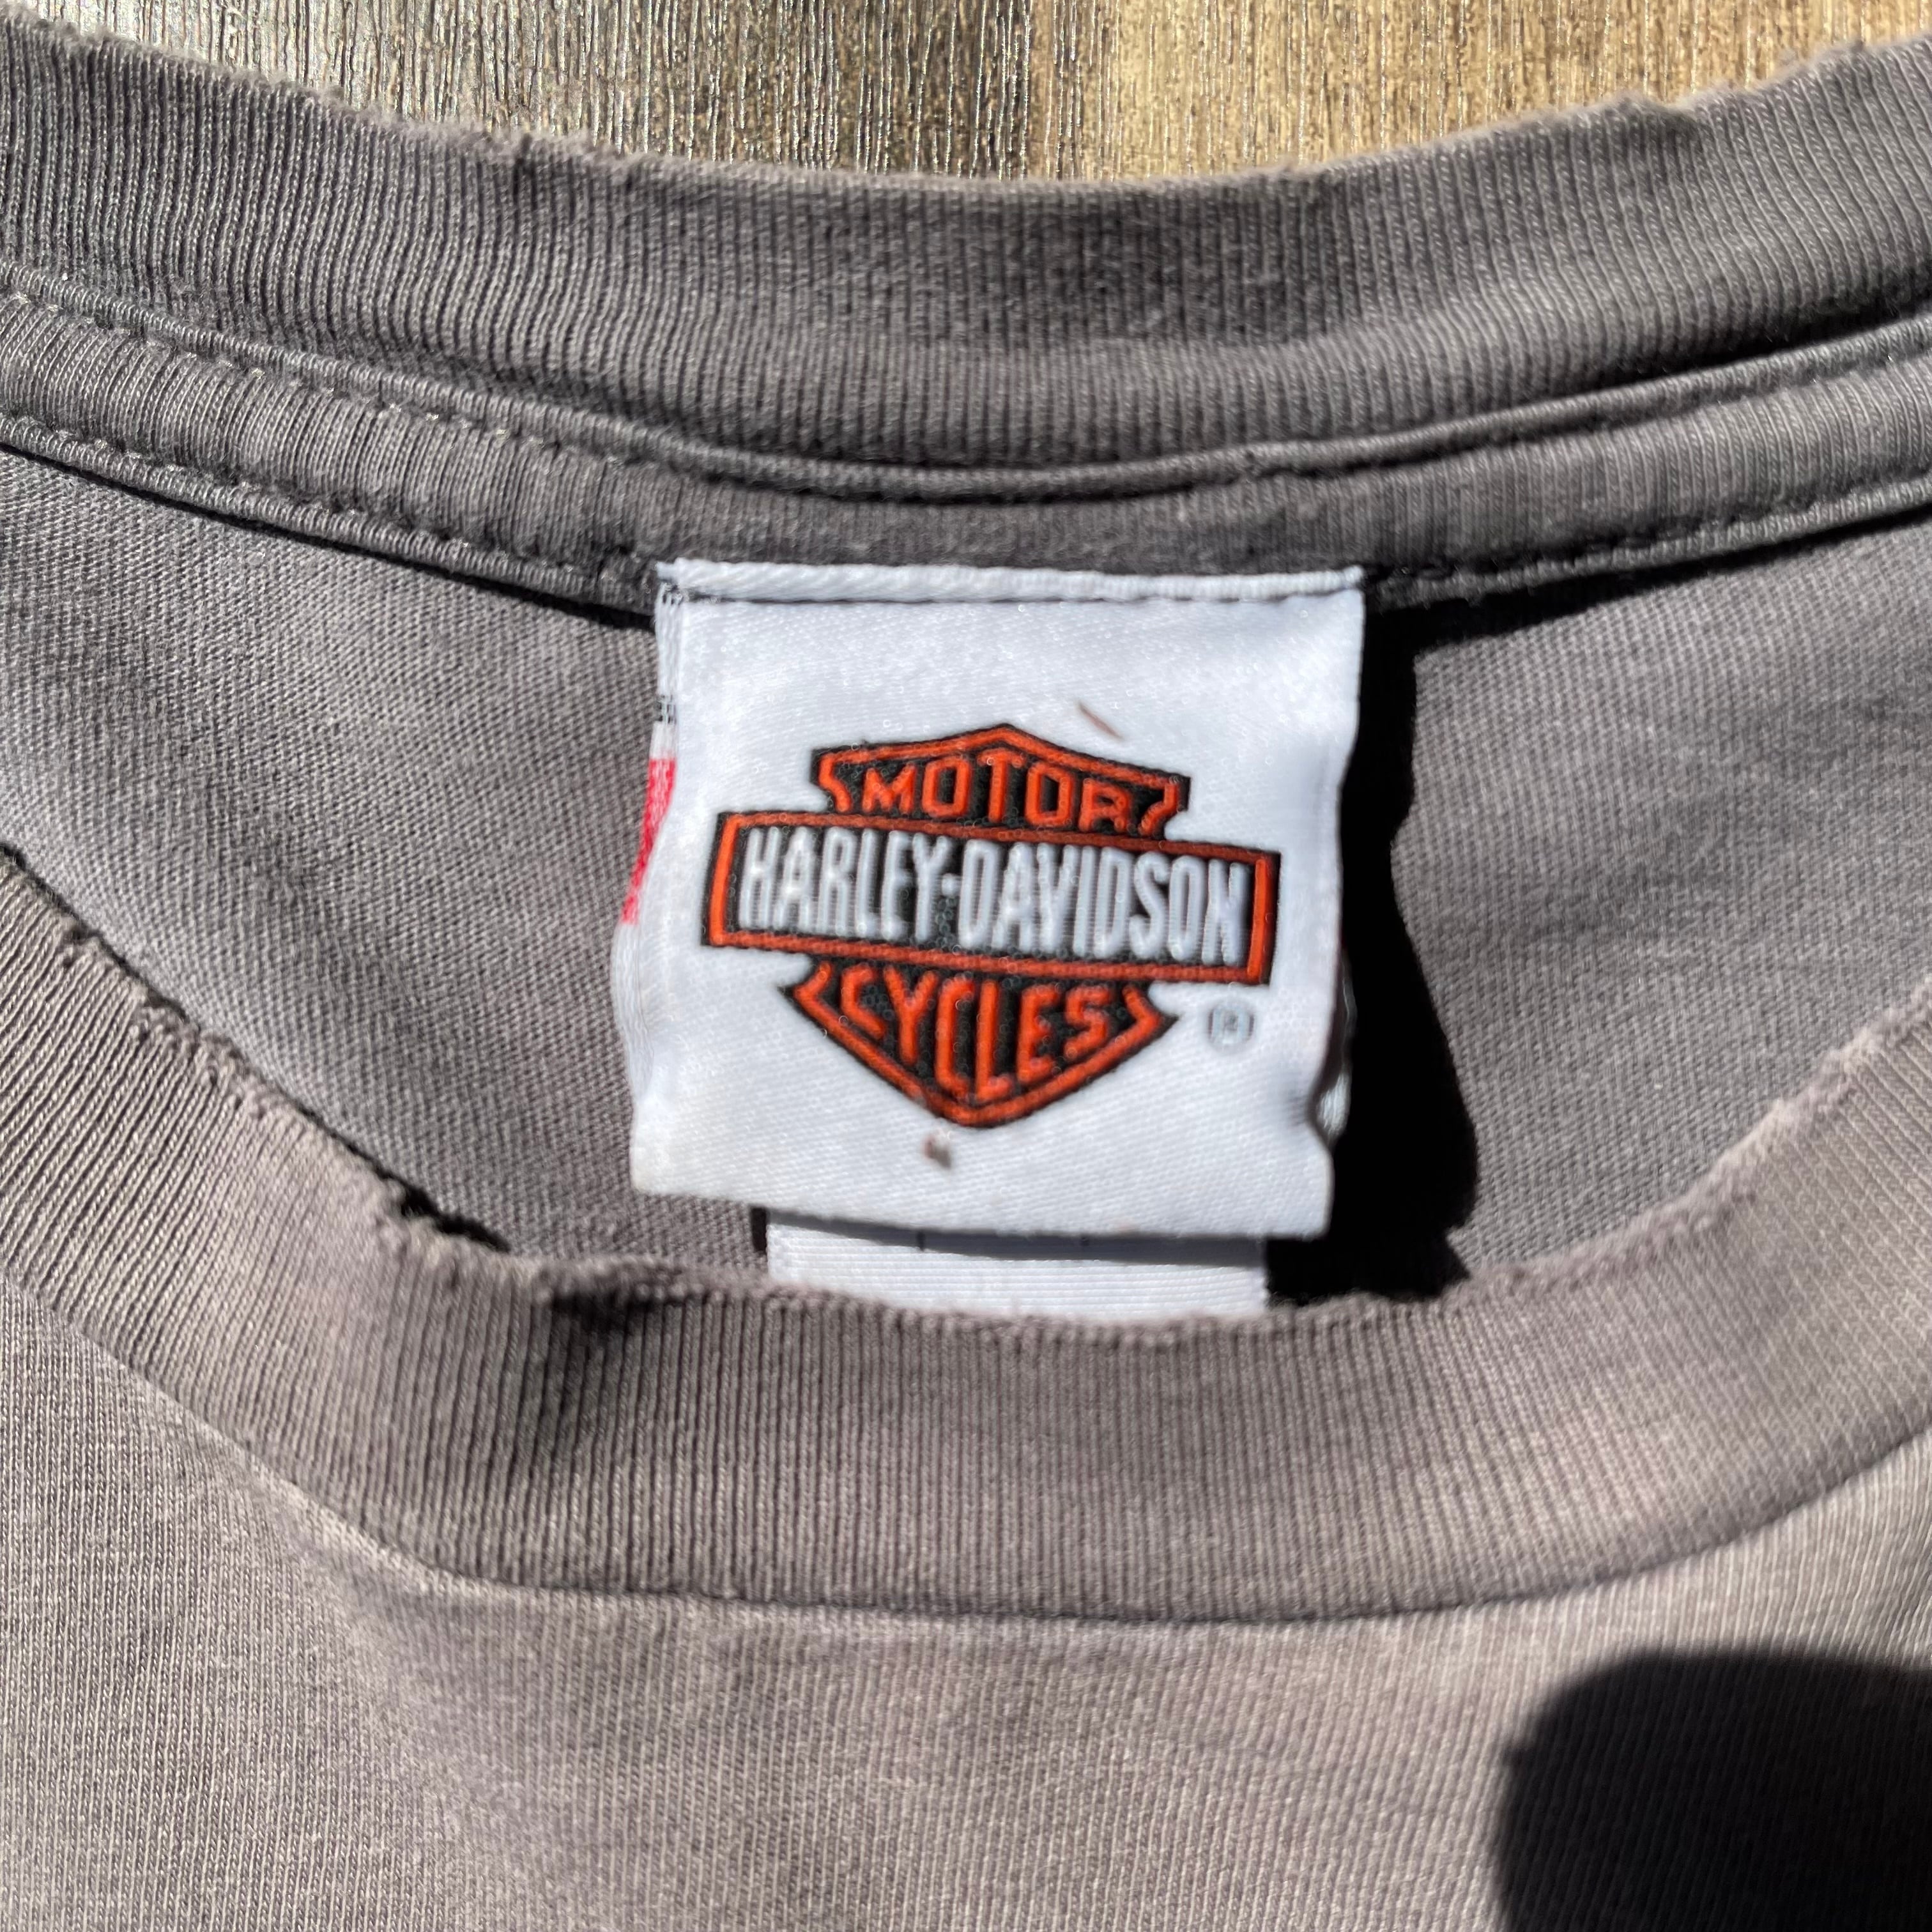 MOTOR
HARLEY-DAVIDSON
CYCLES
®